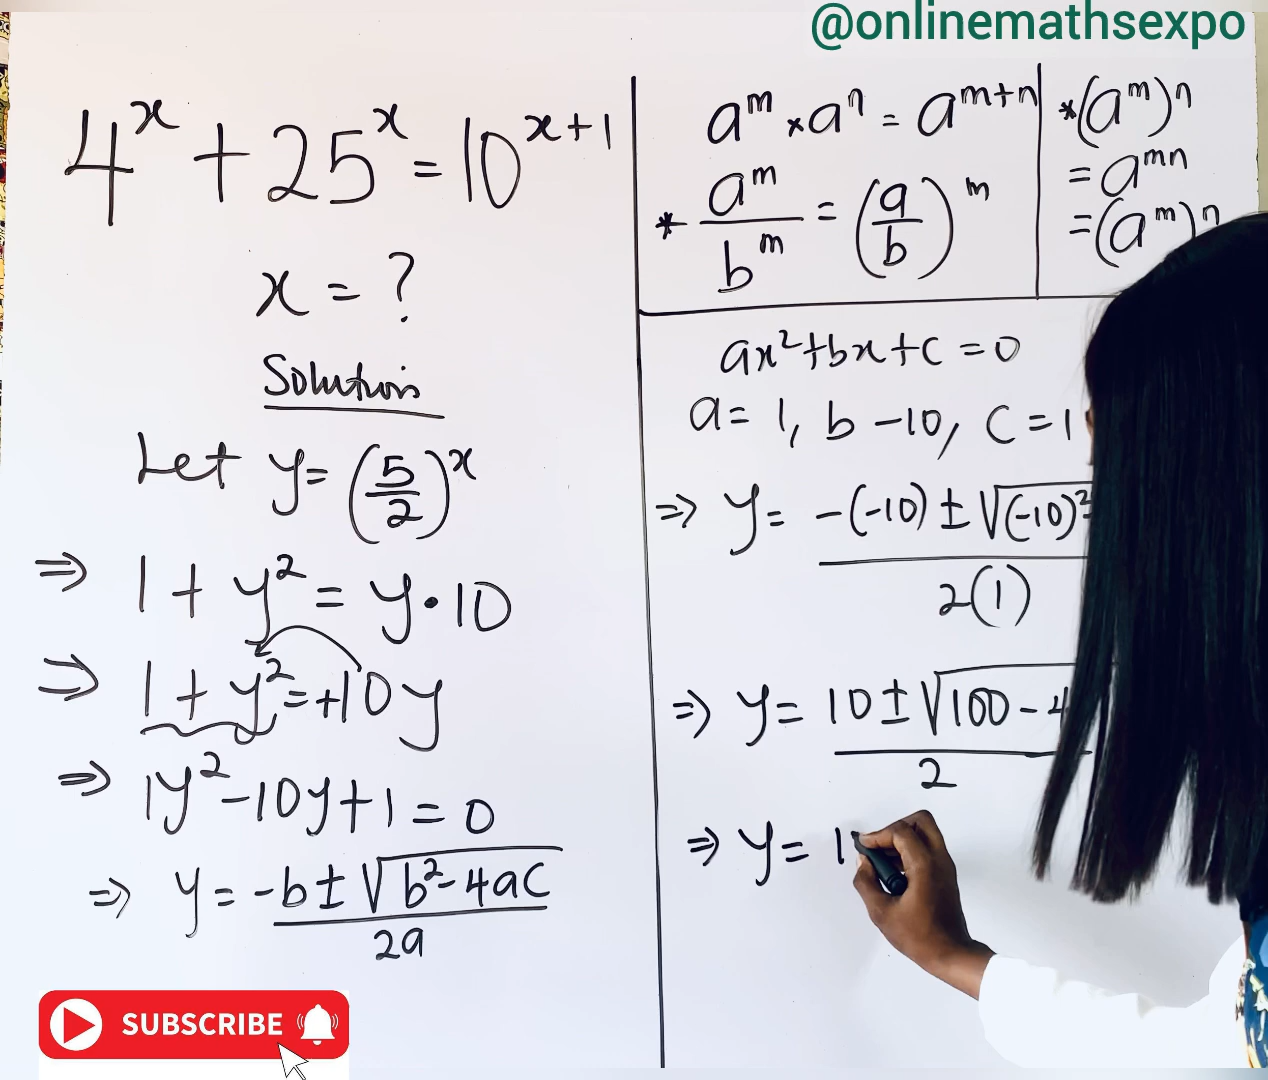 @onlinemathsexpo
4^x + 25^x = 10^{x+1}
x = ?
Solution
Let y = (5/2)^x
⇒ 1 + y² = y·10
⇒ 1 + y² = +10y
⇒ 1y² - 10y + 1 = 0
⇒ y = -b ± √(b² - 4ac) / 2a
a^m × a^n = a^{m+n}
* a^m / b^m = (a/b)^m
* (a^m)^n
= a^{mn}
= (a^m)^n
ax² + bx + c = 0
a = 1, b -10, c = 1
⇒ y = -(-10) ± √(-10)² / 2(1)
⇒ y = 10 ± √100 - 4 / 2
⇒ y = 1
SUBSCRIBE